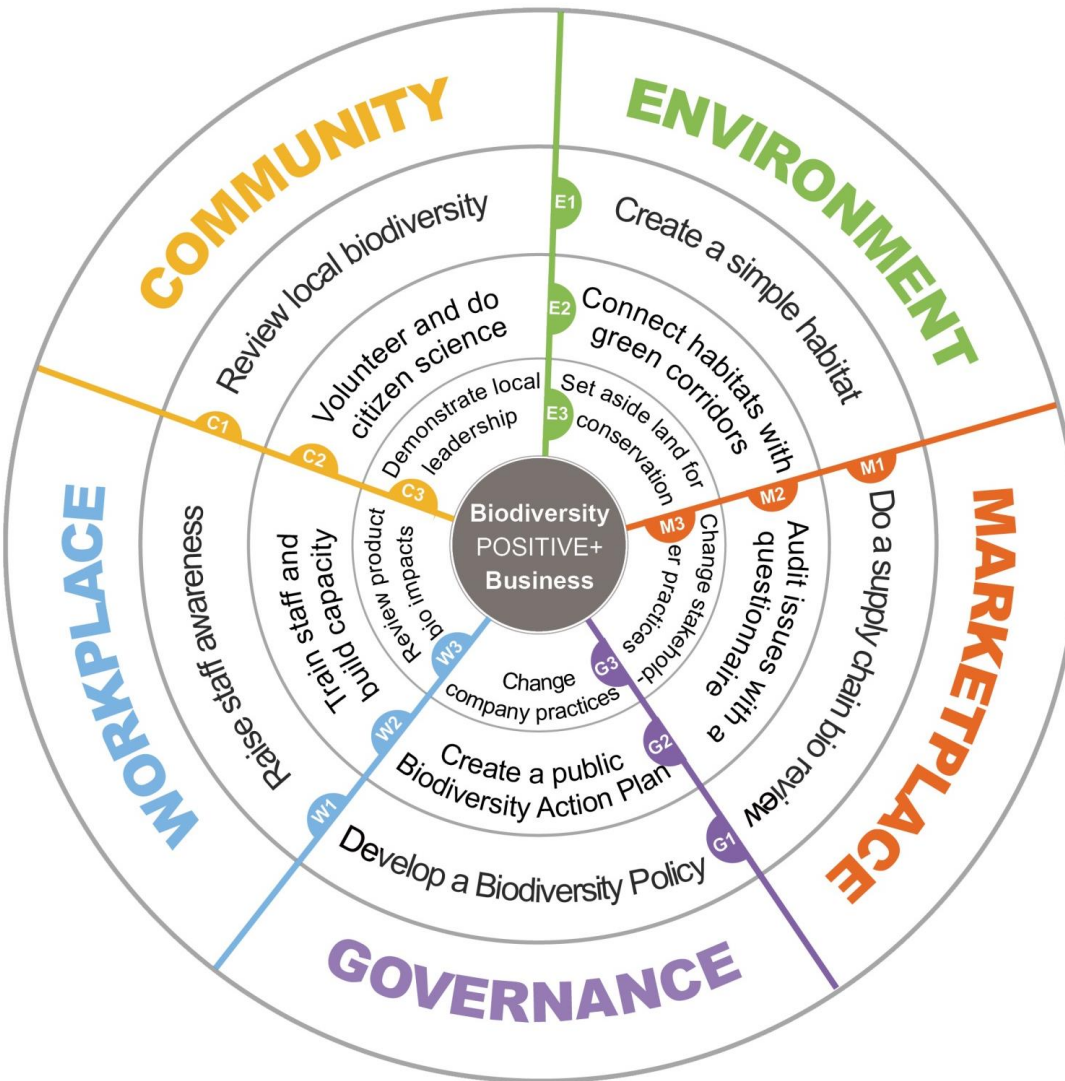 Biodiversity
POSITIVE+
Business
ENVIRONMENT
E1
Create a simple habitat
E2
Connect habitats with
green corridors
E3
Set aside land for
conservation
MARKETPLACE
M1
Do a supply chain bio review
M2
Audit issues with a
questionnaire
M3
Change stakehold-
er practices
GOVERNANCE
G1
Develop a Biodiversity Policy
G2
Create a public
Biodiversity Action Plan
G3
Change
company practices
WORKPLACE
W1
Raise staff awareness
W2
Train staff and
build capacity
W3
Review product
bio impacts
COMMUNITY
C1
Review local biodiversity
C2
Volunteer and do
citizen science
C3
Demonstrate local
leadership